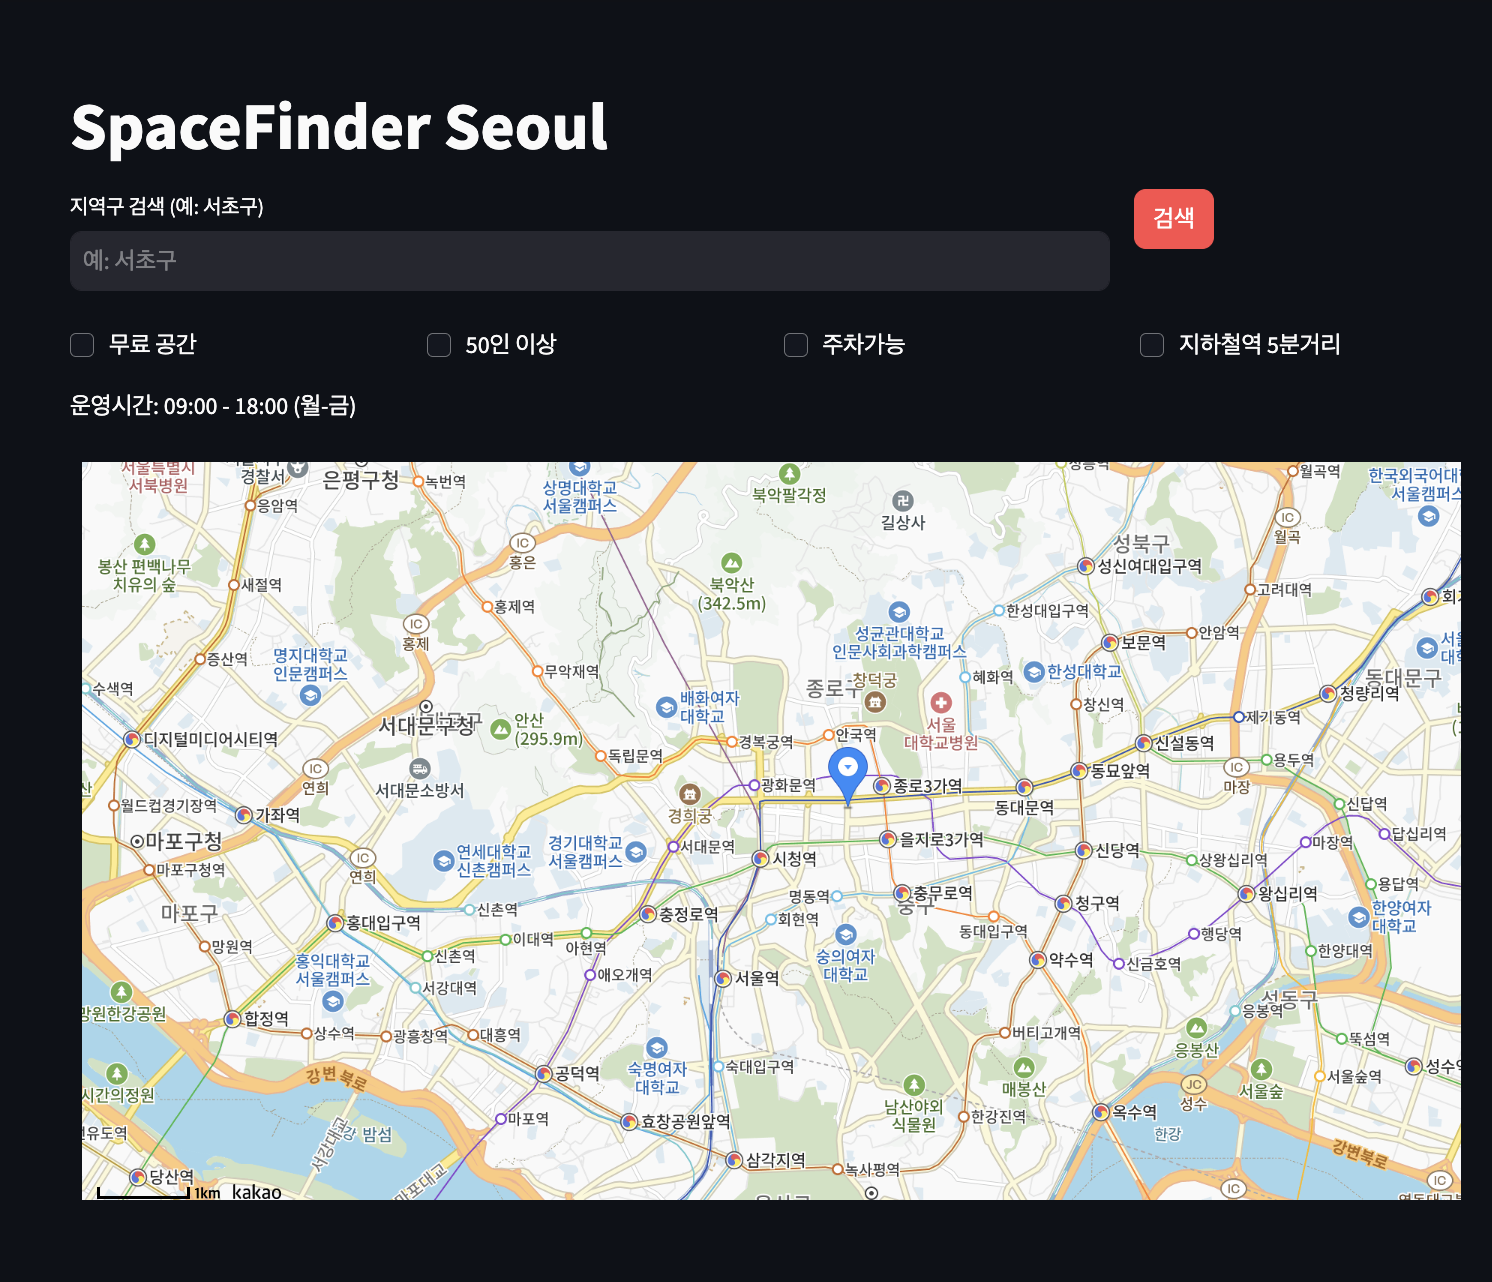 SpaceFinder Seoul
지역구 검색 (예: 서초구)
검색
예: 서초구
무료 공간
50인 이상
주차가능
지하철역 5분거리
운영시간: 09:00 - 18:00 (월-금)
서울특별시
서북병원
경찰서
은평구청
녹번역
상명대학교
서울캠퍼스
북악팔각정
길상사
월곡역
한국외국어대
서울캠퍼스
응암역
IC
홍은
성북구
IC
월곡
봉산 편백나무
치유의 숲
새절역
북악산
(342.5m)
성신여대입구역
고려대역
홍제역
IC
홍제
성균관대학교
인문사회과학캠퍼스
한성대입구역
보문역
안암역
증산역
명지대학교
인문캠퍼스
무악재역
혜화역
한성대학교
동대문구
수색역
배화여자
대학교
종로구
창덕궁
창신역
청량리역
서대문구청
안산
(295.9m)
서울
대학교병원
제기동역
디지털미디어시티역
독립문역
경복궁역
안국역
신설동역
용두역
IC
연희
서대문소방서
광화문역
종로3가역
동묘앞역
IC
마장
월드컵경기장역
가좌역
경희궁
동대문역
신답역
마포구청
연세대학교
신촌캠퍼스
경기대학교
서울캠퍼스
서대문역
시청역
을지로3가역
신당역
상왕십리역
마장역
답십리역
마포구청역
IC
연희
명동역
충무로역
중구
청구역
왕십리역
용답역
마포구
홍대입구역
신촌역
충정로역
회현역
동대입구역
한양여자
대학교
망원역
신촌역
이대역
아현역
숭의여자
대학교
약수역
신금호역
행당역
한양대역
홍익대학교
서울캠퍼스
서강대역
애오개역
서울역
성동구
응봉역
망원한강공원
합정역
상수역
광흥창역
대흥역
버티고개역
응봉산
뚝섬역
강변북로
공덕역
숙명여자
대학교
숙대입구역
매봉산
JC
성수
서울숲
서울숲역
성수역
시간의정원
밤섬
서강대교
마포역
효창공원앞역
남산야외
식물원
한강진역
옥수역
한강
강변북로
당산역
마포대교
삼각지역
녹사평역
IC
IC
1km
kakao